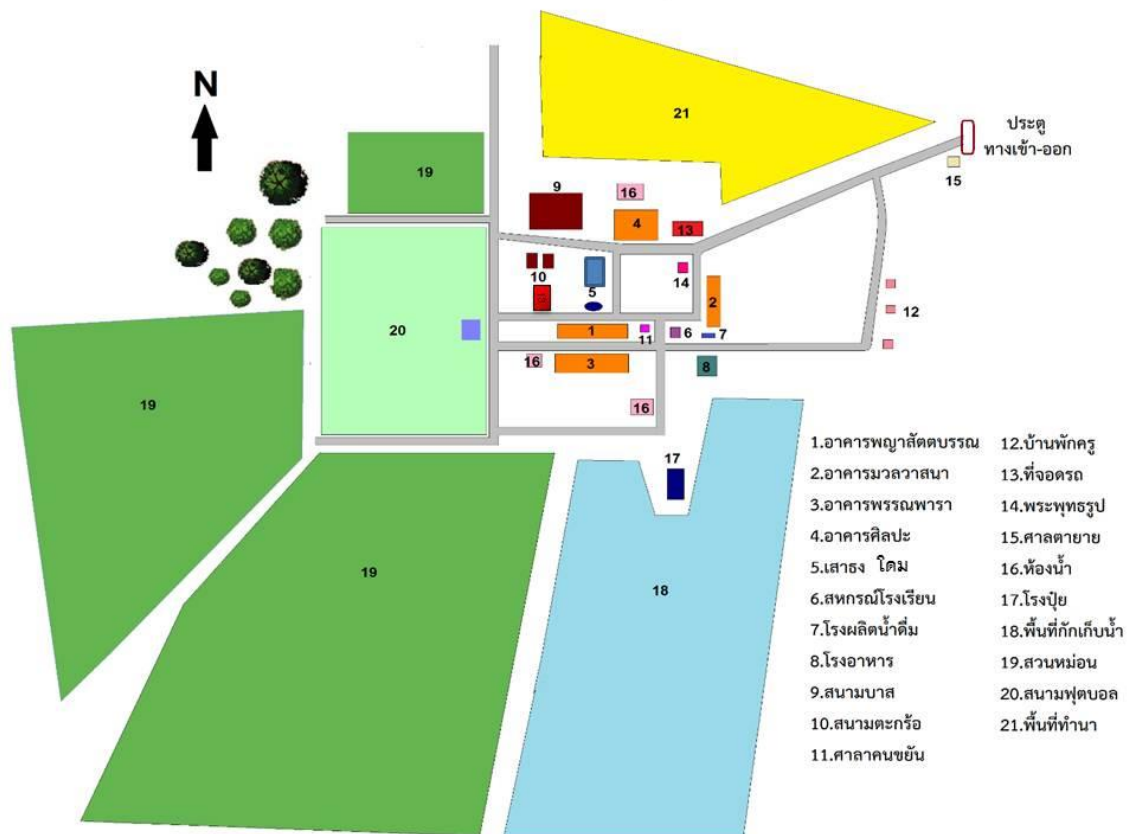 N
21
ประตู
ทางเข้า-ออก
15
19
9
16
4
13
10
5
14
2
12
20
1
11
6
7
16
3
8
16
19
17
19
18
1.อาคารพญาสัตตบรรณ
2.อาคารมวลวาสนา
3.อาคารพรรณพารา
4.อาคารศิลปะ
5.เสาธง โดม
6.สหกรณ์โรงเรียน
7.โรงผลิตน้ำดื่ม
8.โรงอาหาร
9.สนามบาส
10.สนามตะกร้อ
11.ศาลาคนขยัน
12.บ้านพักครู
13.ที่จอดรถ
14.พระพุทธรูป
15.ศาลตายาย
16.ห้องน้ำ
17.โรงปุ๋ย
18.พื้นที่กักเก็บน้ำ
19.สวนหม่อน
20.สนามฟุตบอล
21.พื้นที่ทำนา